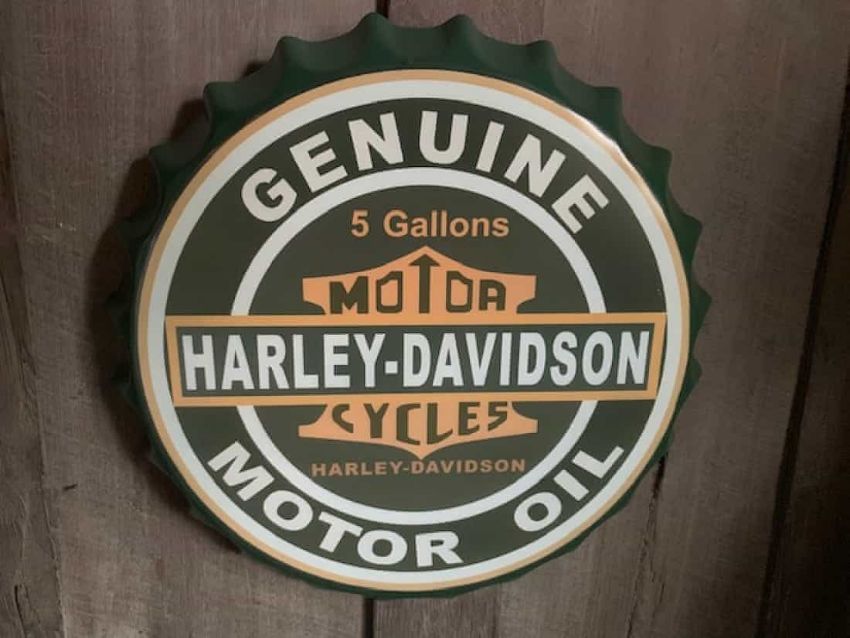 GENUINE
5 Gallons
MOTOR
HARLEY-DAVIDSON
CYCLES
HARLEY-DAVIDSON
MOTOR OIL